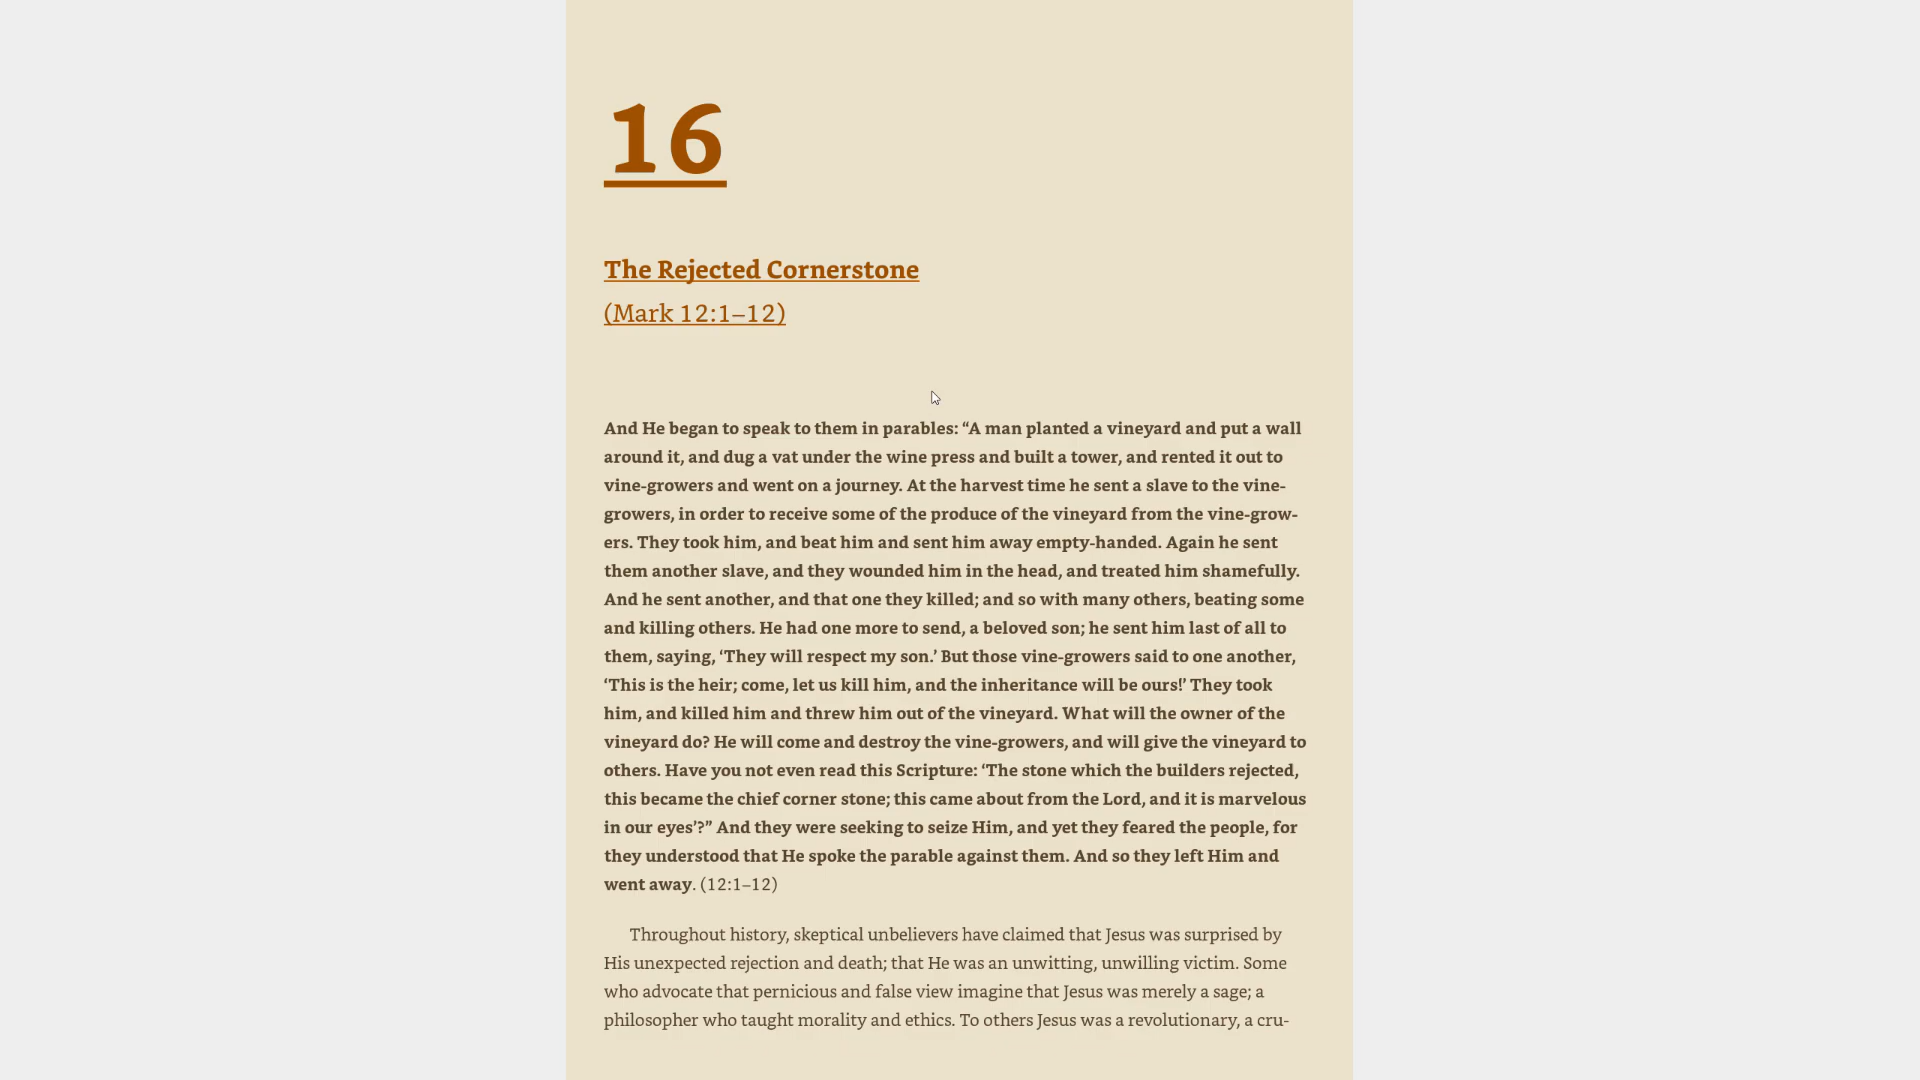 16
The Rejected Cornerstone
(Mark 12:1–12)
And He began to speak to them in parables: “A man planted a vineyard and put a wall
around it, and dug a vat under the wine press and built a tower, and rented it out to
vine-growers and went on a journey. At the harvest time he sent a slave to the vine-
growers, in order to receive some of the produce of the vineyard from the vine-grow-
ers. They took him, and beat him and sent him away empty-handed. Again he sent
them another slave, and they wounded him in the head, and treated him shamefully.
And he sent another, and that one they killed; and so with many others, beating some
and killing others. He had one more to send, a beloved son; he sent him last of all to
them, saying, ‘They will respect my son.’ But those vine-growers said to one another,
‘This is the heir; come, let us kill him, and the inheritance will be ours!’ They took
him, and killed him and threw him out of the vineyard. What will the owner of the
vineyard do? He will come and destroy the vine-growers, and will give the vineyard to
others. Have you not even read this Scripture: ‘The stone which the builders rejected,
this became the chief corner stone; this came about from the Lord, and it is marvelous
in our eyes’?” And they were seeking to seize Him, and yet they feared the people, for
they understood that He spoke the parable against them. And so they left Him and
went away. (12:1–12)
Throughout history, skeptical unbelievers have claimed that Jesus was surprised by
His unexpected rejection and death; that He was an unwitting, unwilling victim. Some
who advocate that pernicious and false view imagine that Jesus was merely a sage; a
philosopher who taught morality and ethics. To others Jesus was a revolutionary, a cru-